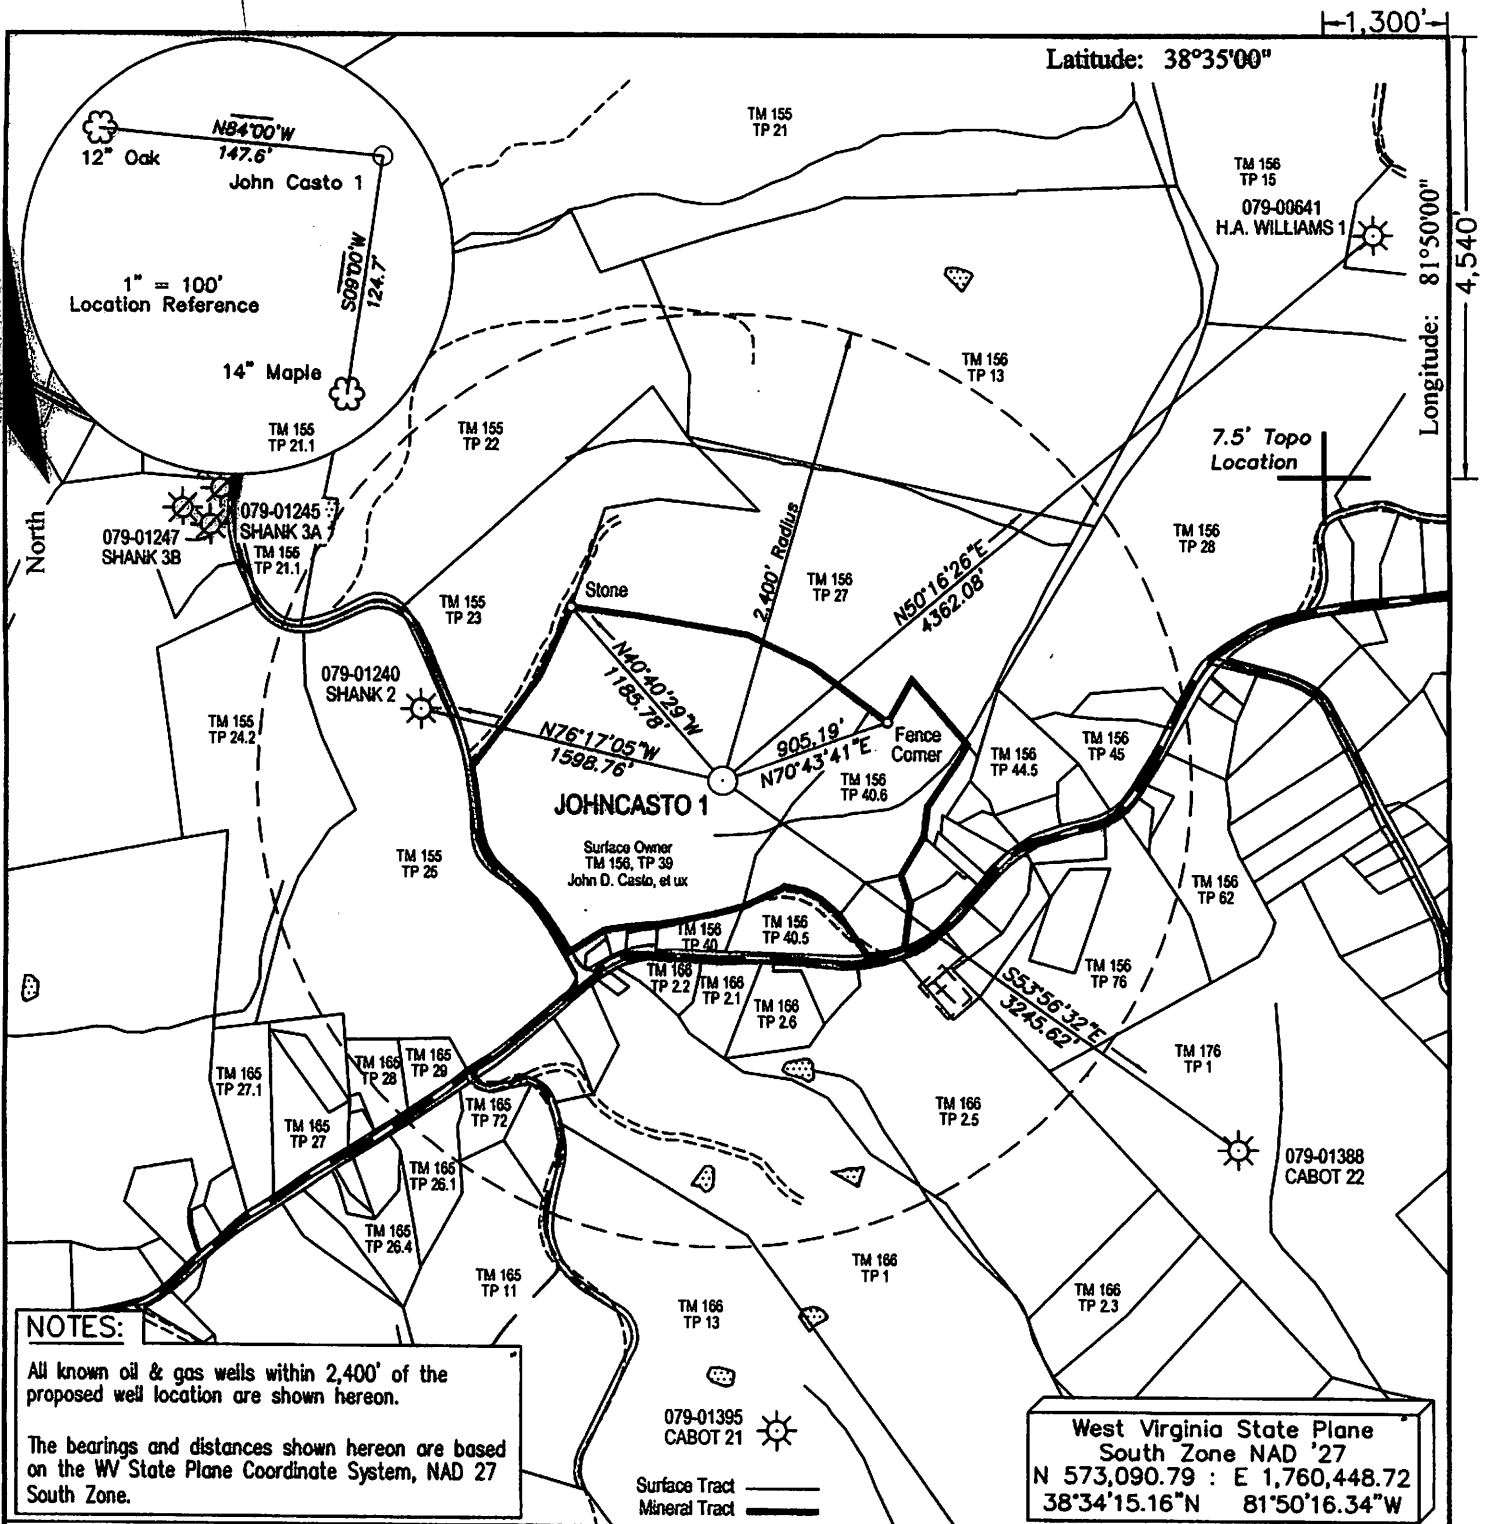 1,300'
Latitude: 38°35'00"
4,540'
Longitude: 81°50'00"
N84°00'W
147.6'
12" Oak
John Casto 1
S09°00'W
124.7'
1" = 100'
Location Reference
14" Maple
TM 155
TP 21
TM 156
TP 15
079-00641
H.A. WILLIAMS 1
TM 156
TP 13
TM 155
TP 21.1
TM 155
TP 22
7.5' Topo
Location
North
079-01245
SHANK 3A
079-01247
SHANK 3B
TM 156
TP 21.1
TM 156
TP 28
2,400' Radius
TM 156
TP 27
N50°16'26"E
4362.08'
Stone
TM 155
TP 23
N40°40'29"W
1185.78'
079-01240
SHANK 2
TM 155
TP 24.2
N76°17'05"W
1598.76'
905.19'
N70°43'41"E
Fence
Corner
TM 156
TP 44.5
TM 156
TP 45
TM 156
TP 40.6
JOHNCASTO 1
Surface Owner
TM 156, TP 39
John D. Casto, et ux
TM 155
TP 25
TM 156
TP 62
TM 156
TP 40
TM 156
TP 40.5
TM 166
TP 2.2
TM 166
TP 2.1
TM 166
TP 2.6
TM 156
TP 76
S53°56'32"E
3245.62'
TM 176
TP 1
TM 165
TP 27.1
TM 165
TP 28
TM 165
TP 29
TM 165
TP 27
TM 165
TP 72
TM 166
TP 2.5
TM 165
TP 26.1
079-01388
CABOT 22
TM 165
TP 26.4
TM 165
TP 11
TM 166
TP 1
TM 166
TP 13
TM 166
TP 2.3
NOTES:
All known oil & gas wells within 2,400' of the
proposed well location are shown hereon.
The bearings and distances shown hereon are based
on the WV State Plane Coordinate System, NAD 27
South Zone.
079-01395
CABOT 21
Surface Tract
Mineral Tract
West Virginia State Plane
South Zone NAD '27
N 573,090.79 : E 1,760,448.72
38°34'15.16"N 81°50'16.34"W